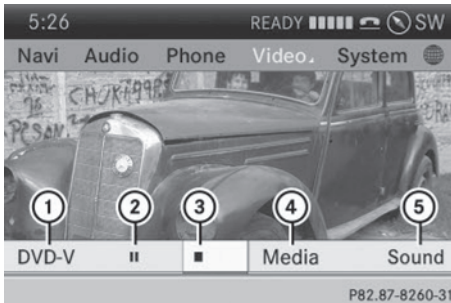 5:26 READY SW
Navi Audio Phone Video System
CHUKA99AS
1 2 3 4 5
DVD-V Media Sound
P82.87-8260-31